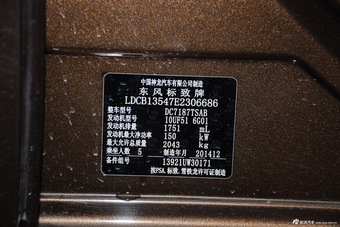 中国神龙汽车有限公司制造
东风标致牌
LDCB13547E2306686
整车型号 DC7187TSAB
发动机型号 10UF5I 6G01
发动机排量 1751 mL
发动机最大净功率 150 kW
最大允许总质量 2043 kg
乘坐人数 5 制造年月 201412
备件组号 13921UW30171
按PSA.标致.雪铁龙许可证制造